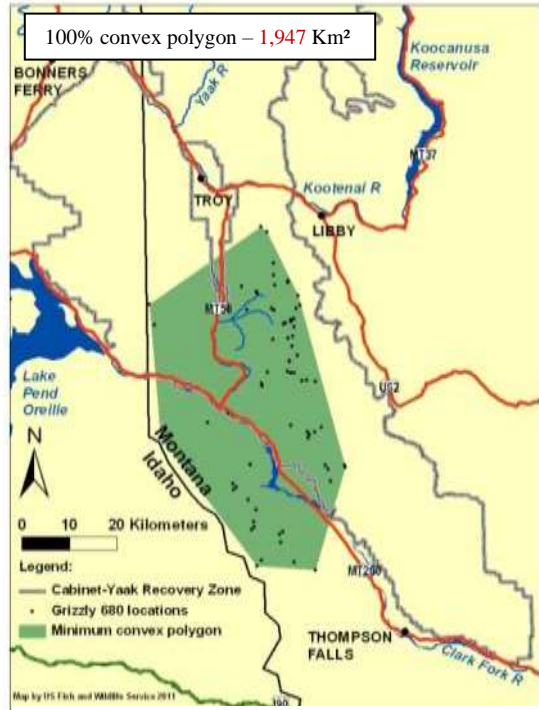 100% convex polygon – 1,947 Km²
BONNERS
FERRY
Yaak R
Koocanusa
Reservoir
MT37
TROY
Kootenai R
LIBBY
MT56
US2
Lake
Pend
Oreille
N
Montana
Idaho
0 10 20 Kilometers
Legend:
Cabinet-Yaak Recovery Zone
Grizzly 680 locations
Minimum convex polygon
MT200
THOMPSON
FALLS
Clark Fork R
Map by US Fish and Wildlife Service 2011
I90